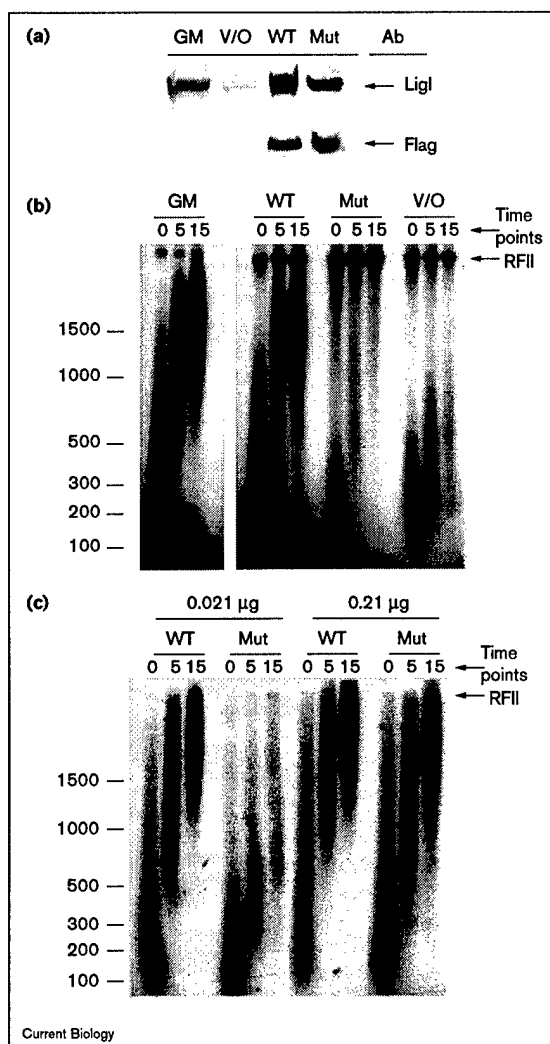 (a)
GM V/O WT Mut Ab
LigI
Flag
(b)
GM WT Mut V/O
0 5 15 0 5 15 0 5 15 0 5 15 Time points
RFII
1500
1000
500
300
200
100
(c)
0.021 µg 0.21 µg
WT Mut WT Mut
0 5 15 0 5 15 0 5 15 0 5 15 Time points
RFII
1500
1000
500
300
200
100
Current Biology